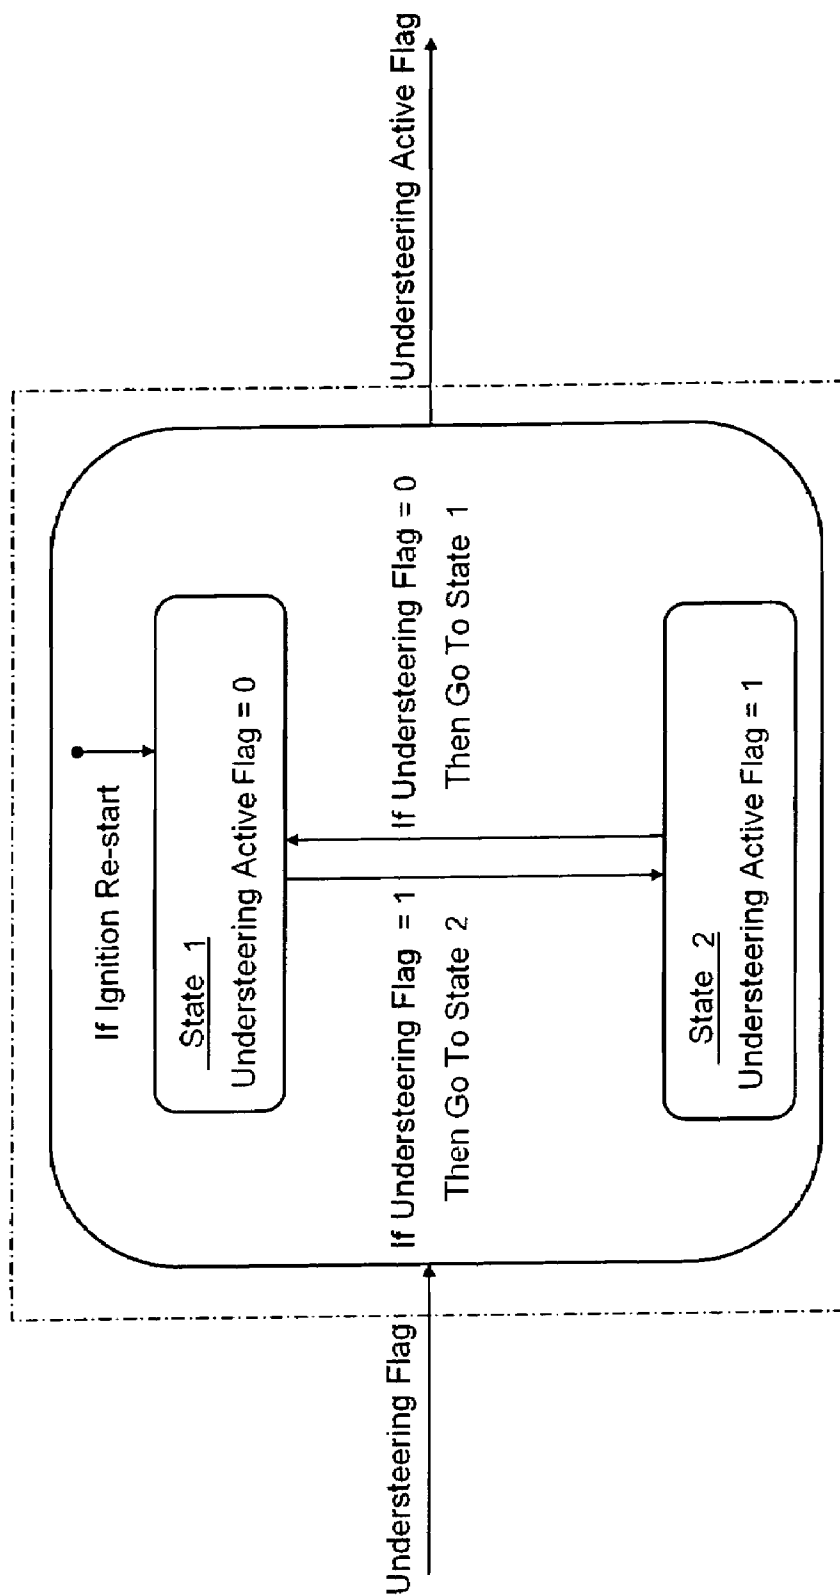 If Ignition Re-start
State 1
Understeering Active Flag = 0
Understeering Flag
If Understeering Flag = 1
Then Go To State 2
If Understeering Flag = 0
Then Go To State 1
Understeering Active Flag
State 2
Understeering Active Flag = 1